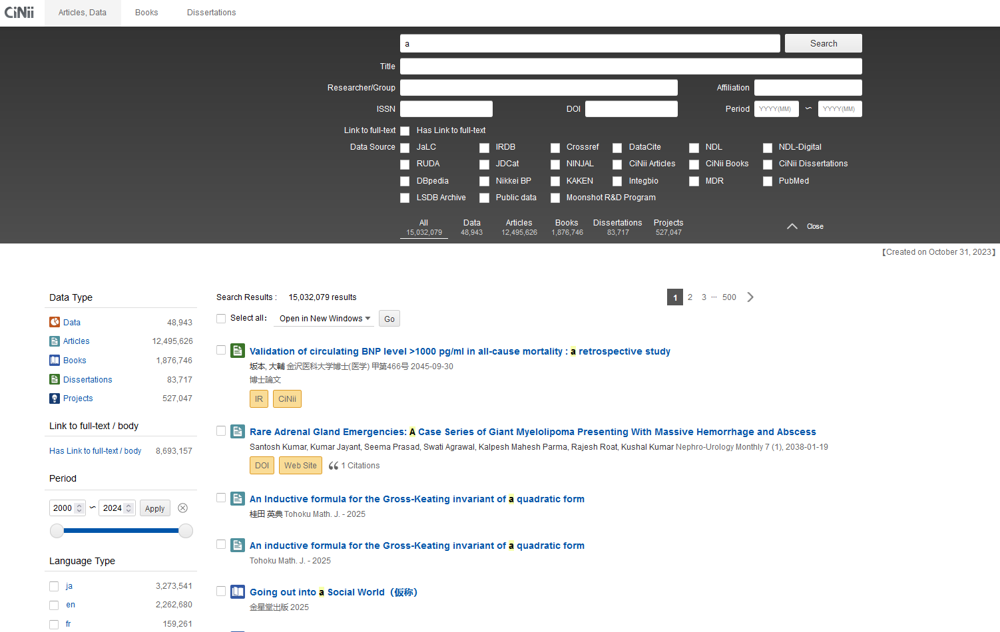 CiNii Articles, Data Books Dissertations
a Search
Title
Researcher/Group Affiliation
ISSN DOI Period YYYY(MM) ~ YYYY(MM)
Link to full-text Has Link to full-text
Data Source JaLC IRDB Crossref DataCite NDL NDL-Digital
RUDA JDCat NINJAL CiNii Articles CiNii Books CiNii Dissertations
DBpedia Nikkei BP KAKEN Integbio MDR PubMed
LSDB Archive Public data Moonshot R&D Program
All Data Articles Books Dissertations Projects
15,032,079 48,943 12,495,626 1,876,746 83,717 527,047
Close
【Created on October 31, 2023】
Data Type
Data 48,943
Articles 12,495,626
Books 1,876,746
Dissertations 83,717
Projects 527,047
Link to full-text / body
Has Link to full-text / body 8,693,157
Period
2000 ~ 2024 Apply
Language Type
ja 3,273,541
en 2,262,680
fr 159,261
Search Results : 15,032,079 results
1 2 3 ... 500
Select all: Open in New Windows Go
Validation of circulating BNP level >1000 pg/ml in all-cause mortality : a retrospective study
坂本, 大輔 金沢医科大学博士(医学) 甲第466号 2045-09-30
博士論文
IR CiNii
Rare Adrenal Gland Emergencies: A Case Series of Giant Myelolipoma Presenting With Massive Hemorrhage and Abscess
Santosh Kumar, Kumar Jayant, Seema Prasad, Swati Agrawal, Kalpesh Mahesh Parma, Rajesh Roat, Kushal Kumar Nephro-Urology Monthly 7 (1), 2038-01-19
DOI Web Site 1 Citations
An Inductive formula for the Gross-Keating invariant of a quadratic form
桂田 英典 Tohoku Math. J. - 2025
An inductive formula for the Gross-Keating invariant of a quadratic form
Tohoku Math. J. - 2025
Going out into a Social World（仮称）
金星堂出版 2025